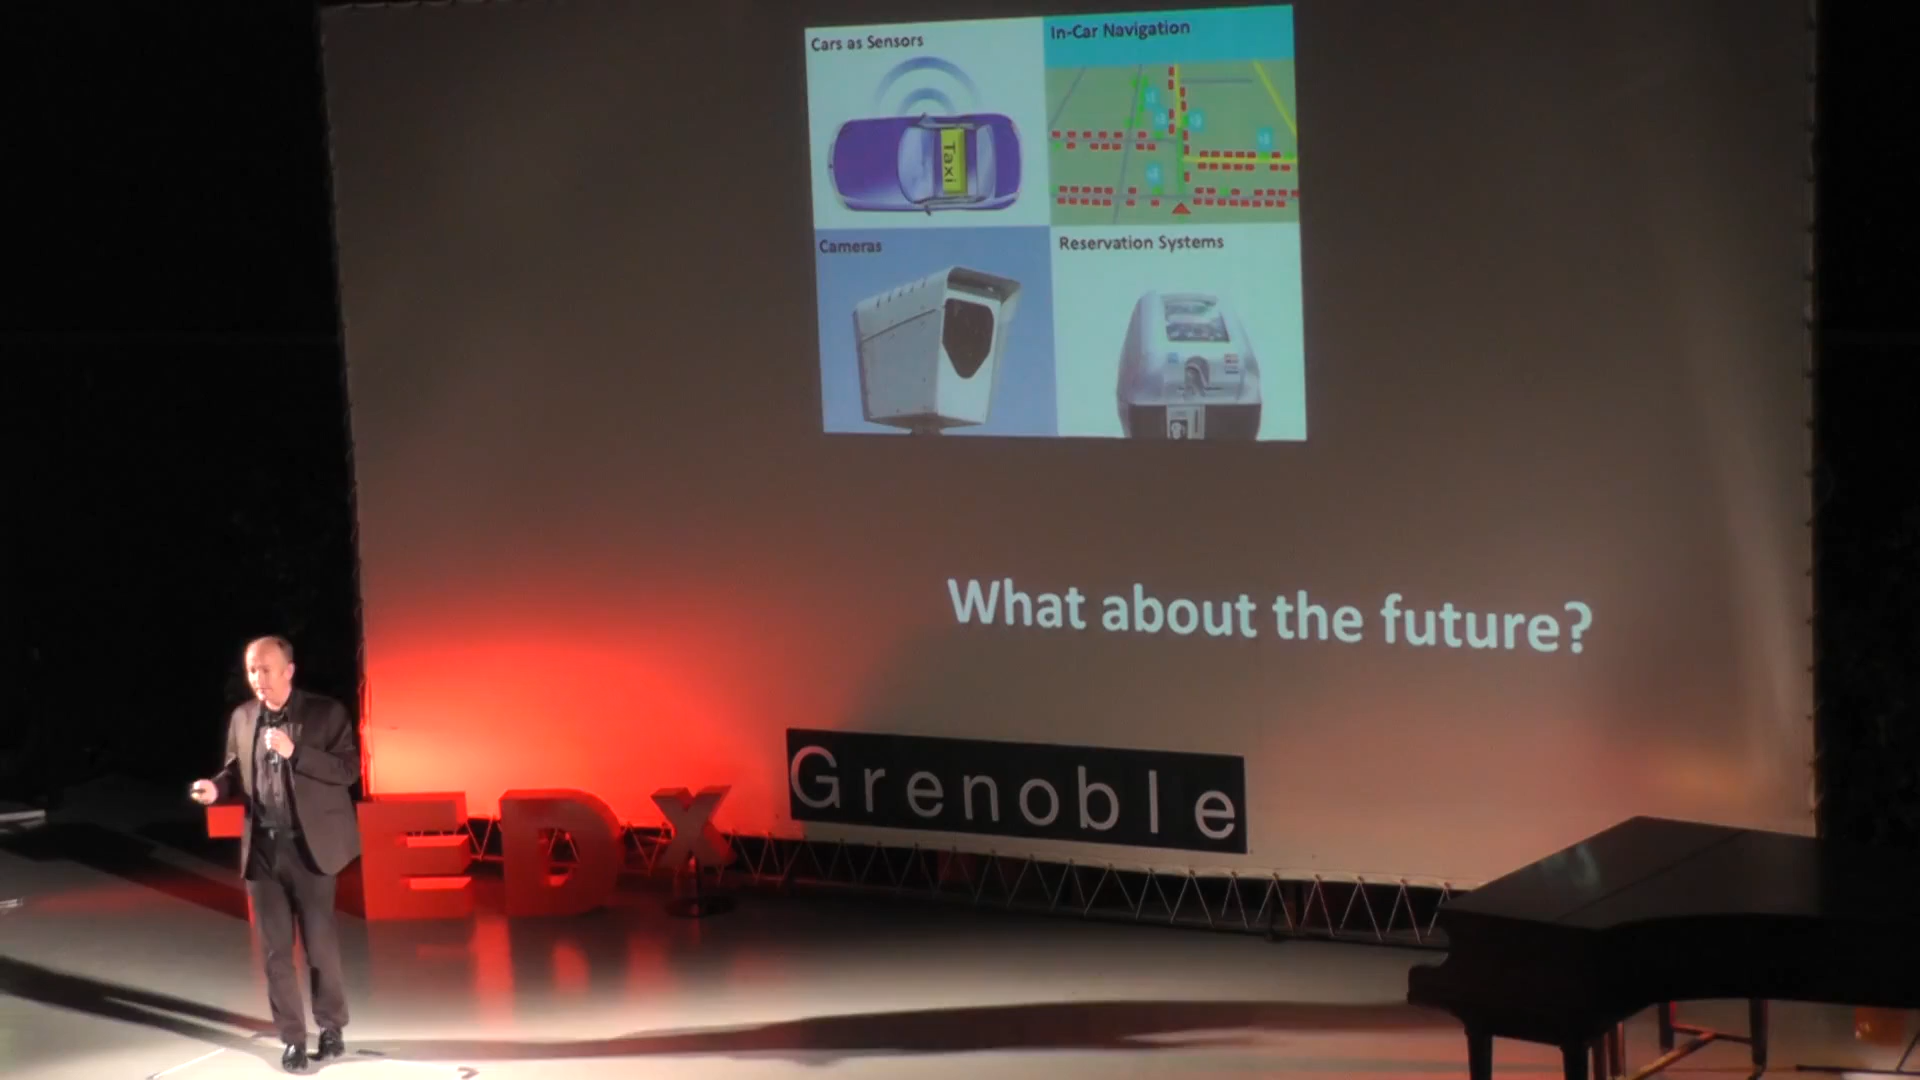 Cars as Sensors
In-Car Navigation
Taxi
Cameras
Reservation Systems
What about the future?
TEDx
Grenoble